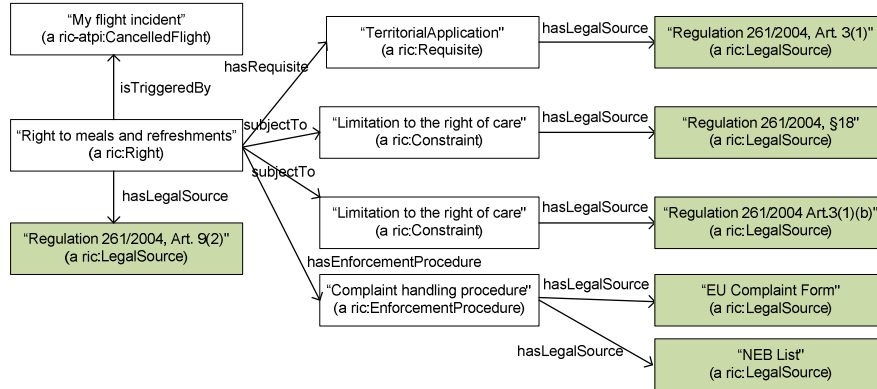 “My flight incident”
(a ric-atpi:CancelledFlight)
isTriggeredBy
“Right to meals and refreshments”
(a ric:Right)
hasLegalSource
“Regulation 261/2004, Art. 9(2)"
(a ric:LegalSource)
hasRequisite
“TerritorialApplication"
(a ric:Requisite)
hasLegalSource
“Regulation 261/2004, Art. 3(1)"
(a ric:LegalSource)
subjectTo
“Limitation to the right of care"
(a ric:Constraint)
hasLegalSource
“Regulation 261/2004, §18"
(a ric:LegalSource)
subjectTo
“Limitation to the right of care"
(a ric:Constraint)
hasLegalSource
“Regulation 261/2004 Art.3(1)(b)"
(a ric:LegalSource)
hasEnforcementProcedure
“Complaint handling procedure"
(a ric:EnforcementProcedure)
hasLegalSource
“EU Complaint Form"
(a ric:LegalSource)
hasLegalSource
“NEB List"
(a ric:LegalSource)